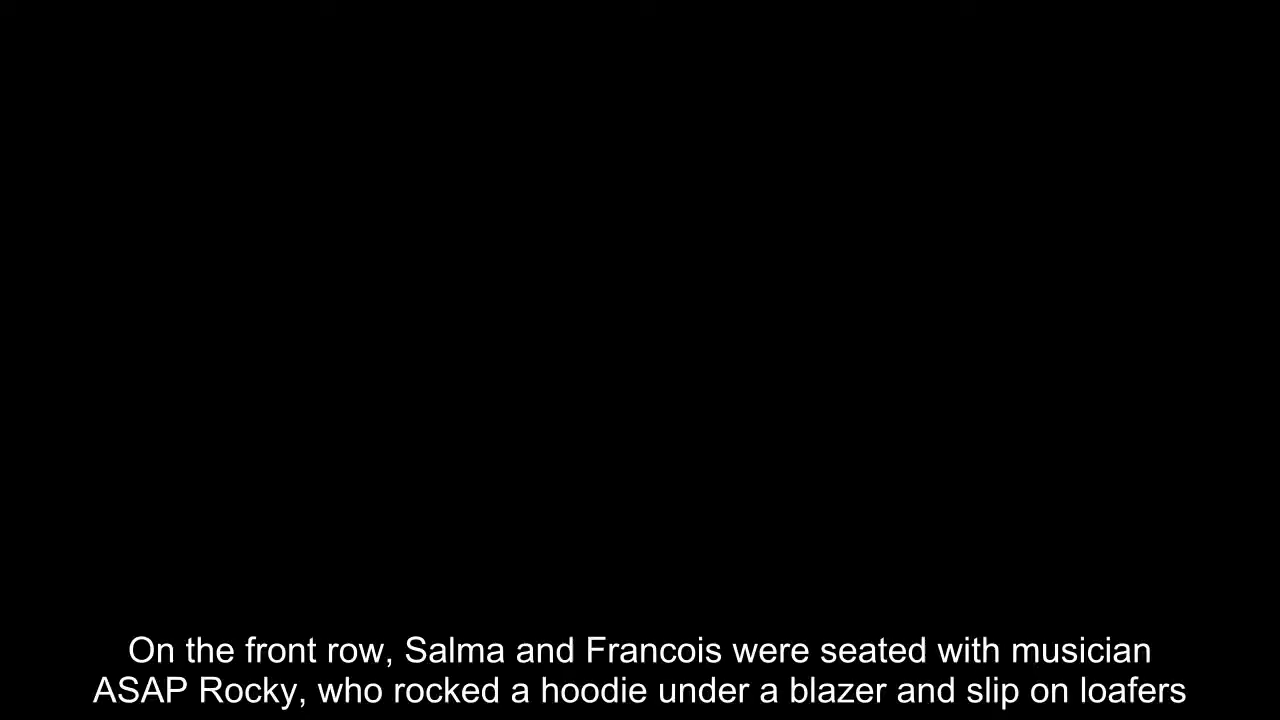 On the front row, Salma and Francois were seated with musician
ASAP Rocky, who rocked a hoodie under a blazer and slip on loafers